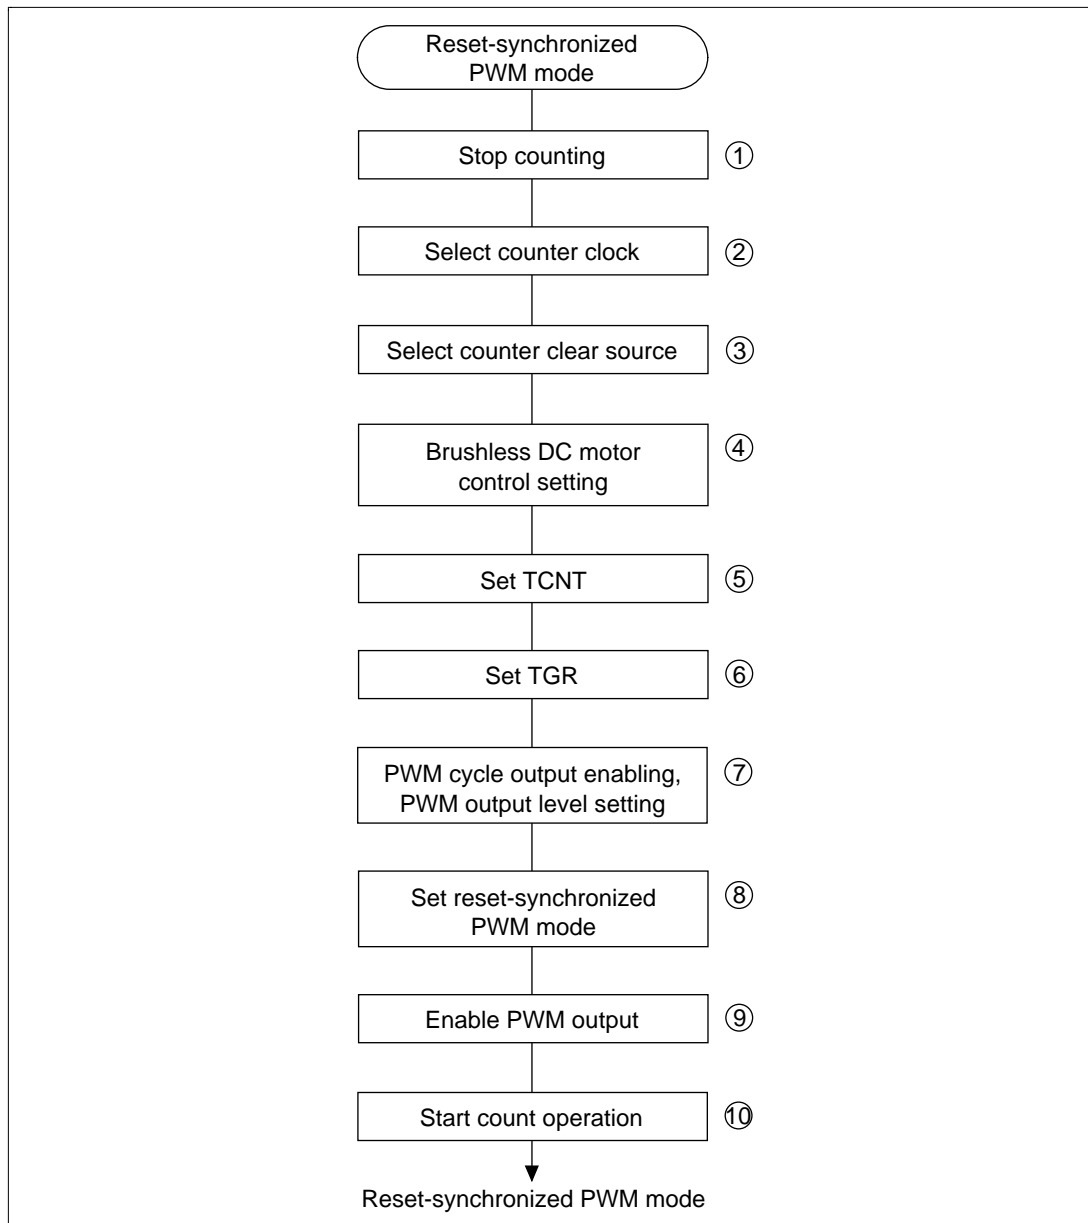 Reset-synchronized
PWM mode
Stop counting
①
Select counter clock
②
Select counter clear source
③
Brushless DC motor
control setting
④
Set TCNT
⑤
Set TGR
⑥
PWM cycle output enabling,
PWM output level setting
⑦
Set reset-synchronized
PWM mode
⑧
Enable PWM output
⑨
Start count operation
⑩
Reset-synchronized PWM mode